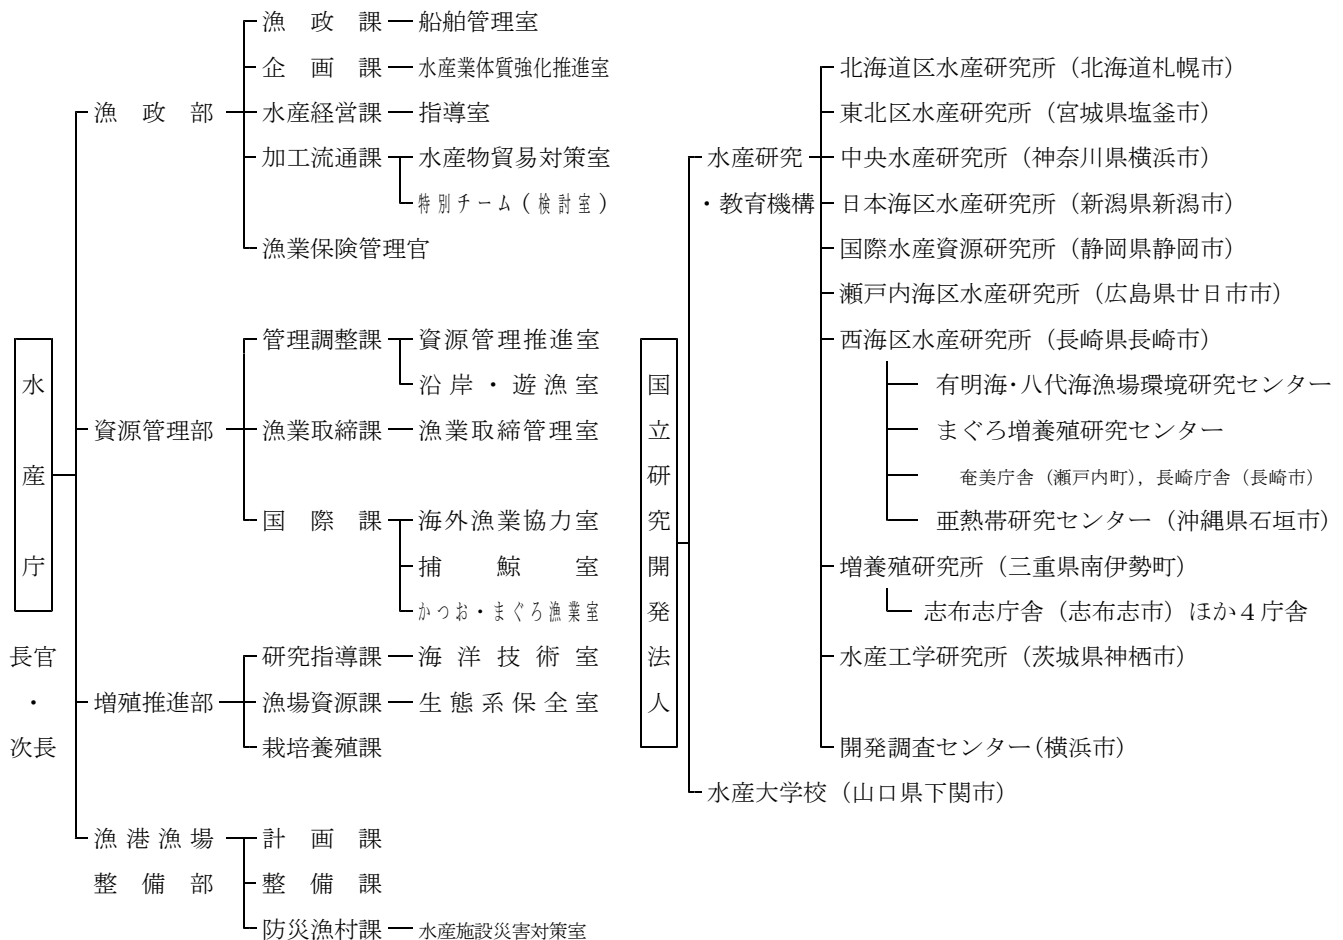 水産庁
長官
・
次長
漁政部
漁政課
船舶管理室
企画課
水産業体質強化推進室
水産経営課
指導室
加工流通課
水産物貿易対策室
特別チーム(検討室)
漁業保険管理官
資源管理部
管理調整課
資源管理推進室
沿岸・遊漁室
漁業取締課
漁業取締管理室
国際課
海外漁業協力室
捕鯨室
かつお・まぐろ漁業室
増殖推進部
研究指導課
海洋技術室
漁場資源課
生態系保全室
栽培養殖課
漁港漁場
整備部
計画課
整備課
防災漁村課
水産施設災害対策室
国立研究開発法人
水産研究
・教育機構
北海道区水産研究所(北海道札幌市)
東北区水産研究所(宮城県塩釜市)
中央水産研究所(神奈川県横浜市)
日本海区水産研究所(新潟県新潟市)
国際水産資源研究所(静岡県静岡市)
瀬戸内海区水産研究所(広島県廿日市市)
西海区水産研究所(長崎県長崎市)
有明海・八代海漁場環境研究センター
まぐろ増養殖研究センター
奄美庁舎(瀬戸内町),長崎庁舎(長崎市)
亜熱帯研究センター(沖縄県石垣市)
増養殖研究所(三重県南伊勢町)
志布志庁舎(志布志市)ほか4庁舎
水産工学研究所(茨城県神栖市)
開発調査センター(横浜市)
水産大学校(山口県下関市)